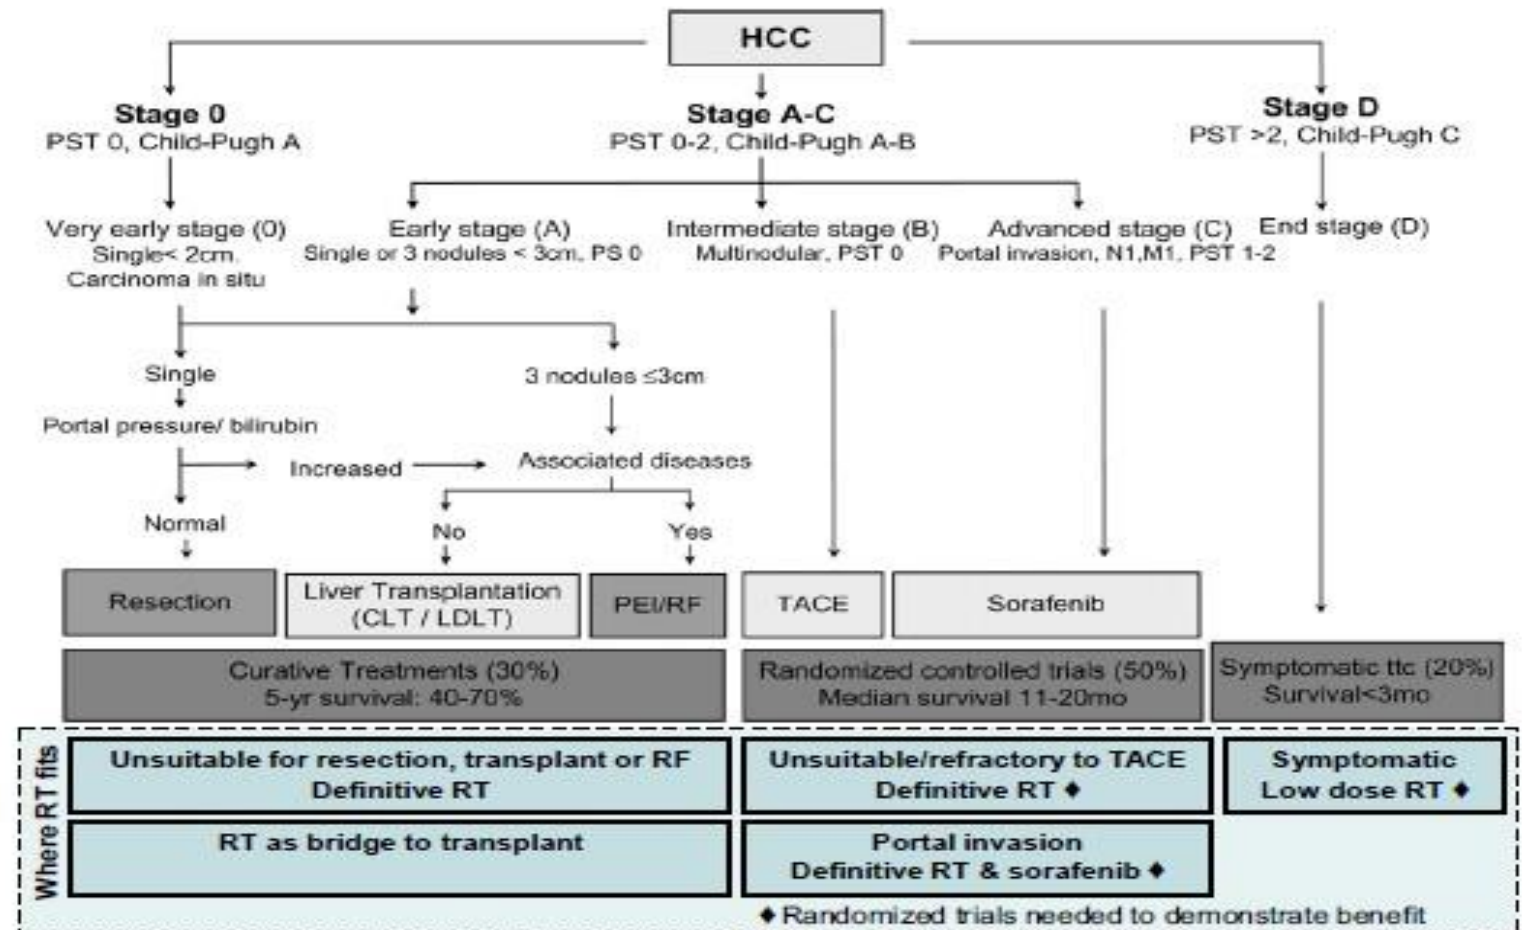 HCC
Stage 0
PST 0, Child-Pugh A
Stage A-C
PST 0-2, Child-Pugh A-B
Stage D
PST >2, Child-Pugh C
Very early stage (0)
Single< 2cm.
Carcinoma in situ
Early stage (A)
Single or 3 nodules < 3cm, PS 0
Intermediate stage (B)
Multinodular, PST 0
Advanced stage (C)
Portal invasion, N1,M1, PST 1-2
End stage (D)
Single
3 nodules ≤3cm
Portal pressure/ bilirubin
Increased
Associated diseases
Normal
No
Yes
Resection
Liver Transplantation
(CLT / LDLT)
PEI/RF
TACE
Sorafenib
Curative Treatments (30%)
5-yr survival: 40-70%
Randomized controlled trials (50%)
Median survival 11-20mo
Symptomatic ttc (20%)
Survival<3mo
Where RT fits
Unsuitable for resection, transplant or RF
Definitive RT
Unsuitable/refractory to TACE
Definitive RT ♦
Symptomatic
Low dose RT ♦
RT as bridge to transplant
Portal invasion
Definitive RT & sorafenib ♦
♦ Randomized trials needed to demonstrate benefit